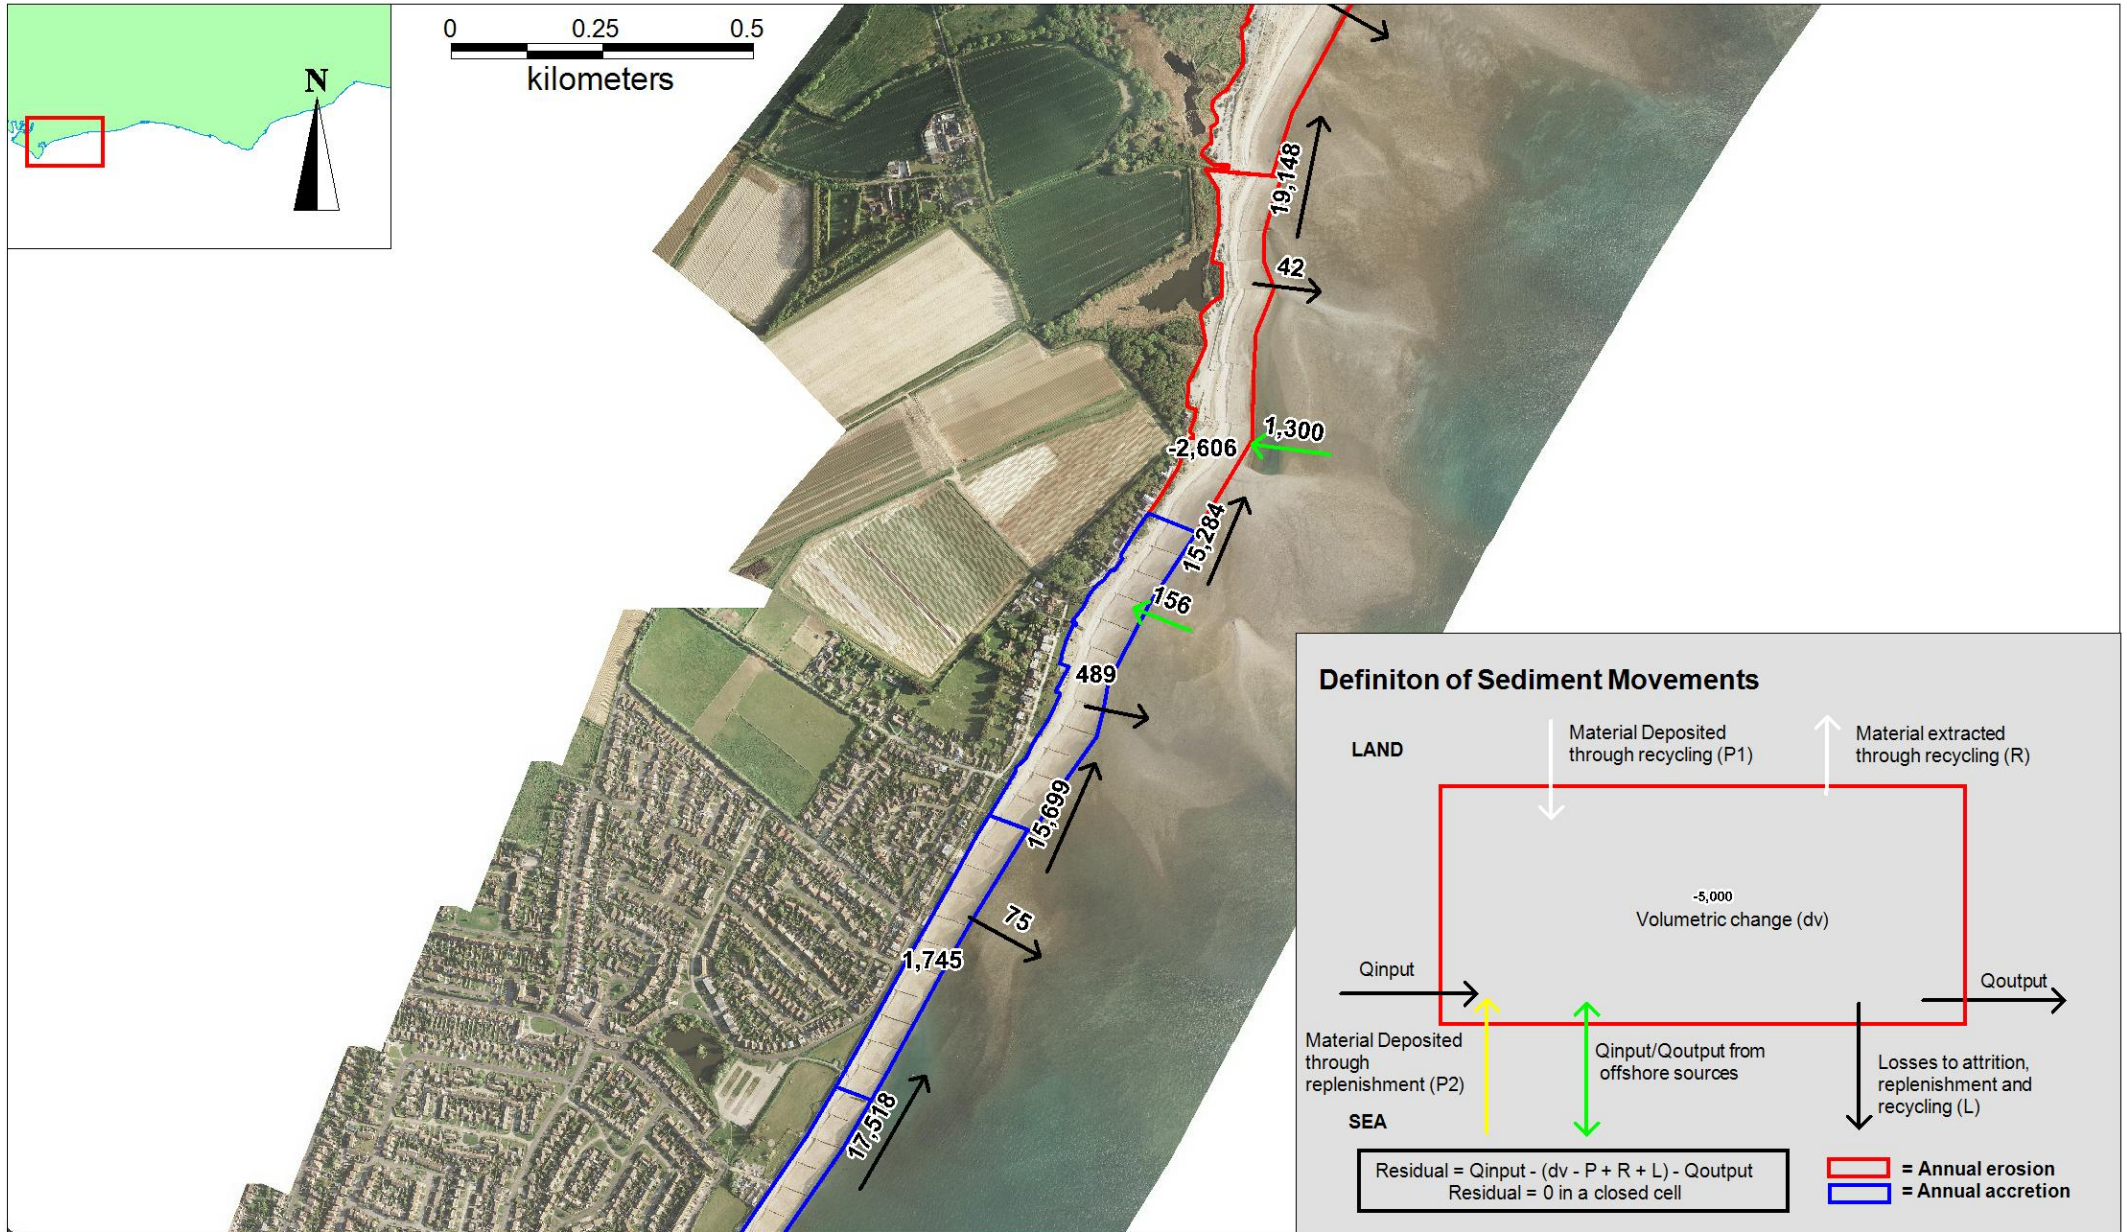 0 0.25 0.5
kilometers
N
19,148
42
1,300
-2,606
15,284
156
489
15,699
75
1,745
17,518
Definiton of Sediment Movements
LAND
Material Deposited
through recycling (P1)
Material extracted
through recycling (R)
-5,000
Volumetric change (dv)
Qinput
Qoutput
Material Deposited
through
replenishment (P2)
Qinput/Qoutput from
offshore sources
Losses to attrition,
replenishment and
recycling (L)
SEA
Residual = Qinput - (dv - P + R + L) - Qoutput
Residual = 0 in a closed cell
= Annual erosion
= Annual accretion